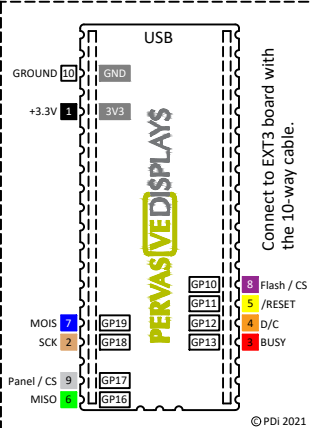 USB
GROUND 10 GND
+3.3V 1 3V3
PERVASIVE DISPLAYS
Connect to EXT3 board with
the 10-way cable.
GP10 8 Flash / CS
GP11 5 /RESET
MOIS 7 GP19 GP12 4 D/C
SCK 2 GP18 GP13 3 BUSY
Panel / CS 9 GP17
MISO 6 GP16
© PDi 2021